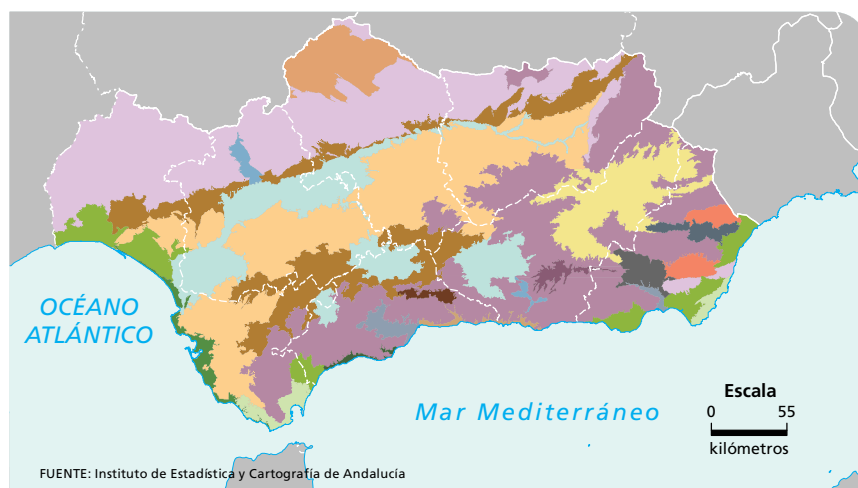 OCÉANO
ATLÁNTICO
Mar Mediterráneo
Escala
0 55
kilómetros
FUENTE: Instituto de Estadística y Cartografía de Andalucía